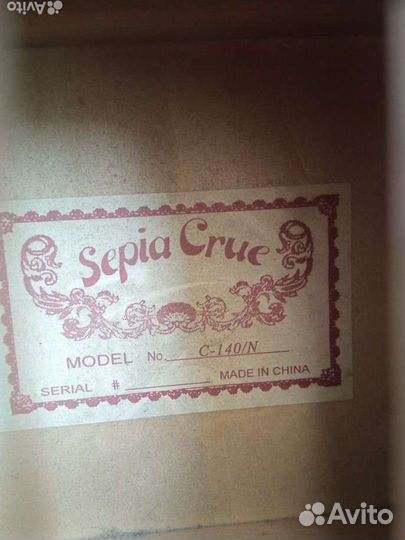 Avito
Sepia Crue
MODEL No. C-140/N
SERIAL # MADE IN CHINA
Avito